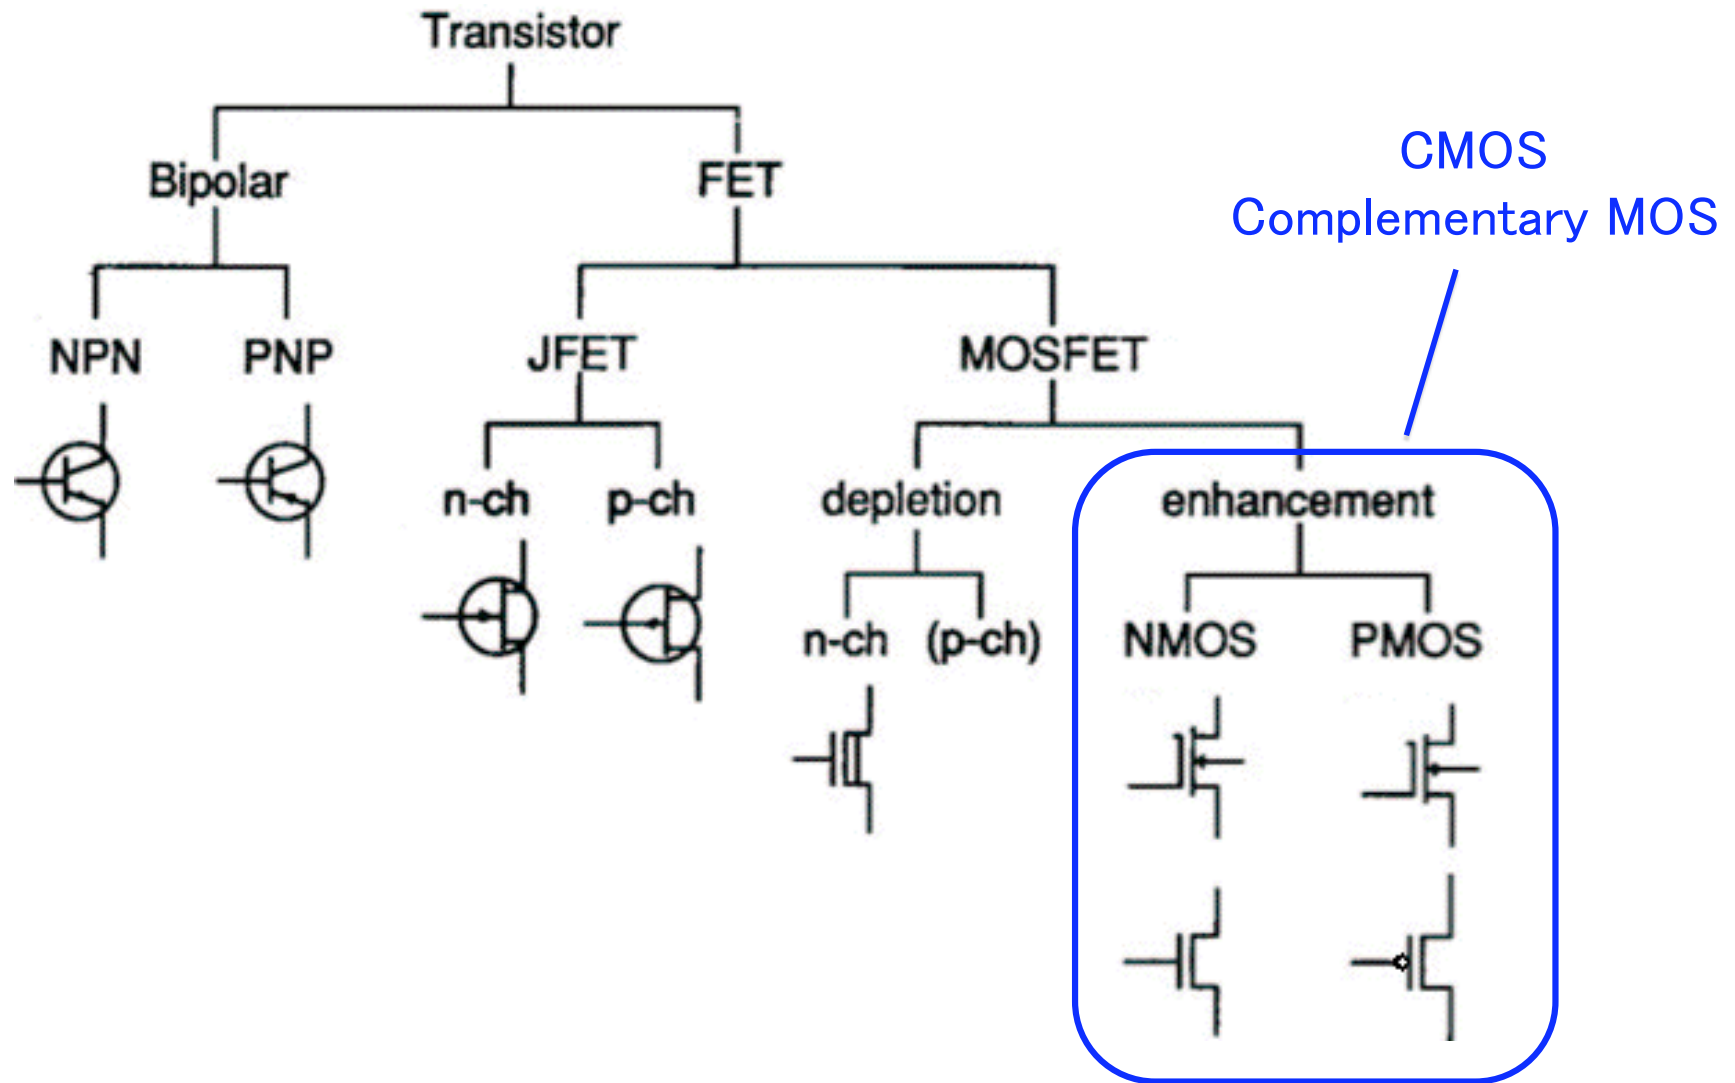 Transistor
CMOS
Complementary MOS
Bipolar FET
NPN PNP JFET MOSFET
n-ch p-ch depletion enhancement
n-ch (p-ch) NMOS PMOS